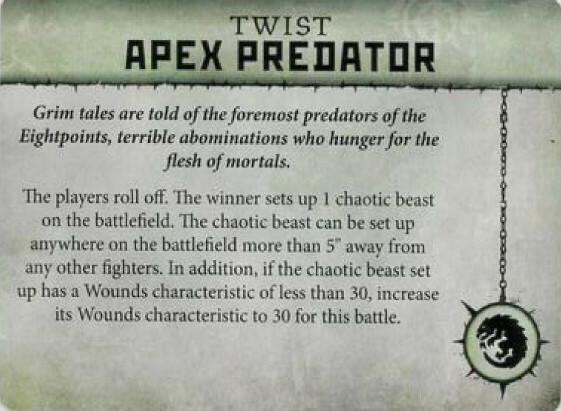 TWIST
APEX PREDATOR
Grim tales are told of the foremost predators of the
Eightpoints, terrible abominations who hunger for the
flesh of mortals.
The players roll off. The winner sets up 1 chaotic beast
on the battlefield. The chaotic beast can be set up
anywhere on the battlefield more than 5" away from
any other fighters. In addition, if the chaotic beast set
up has a Wounds characteristic of less than 30, increase
its Wounds characteristic to 30 for this battle.